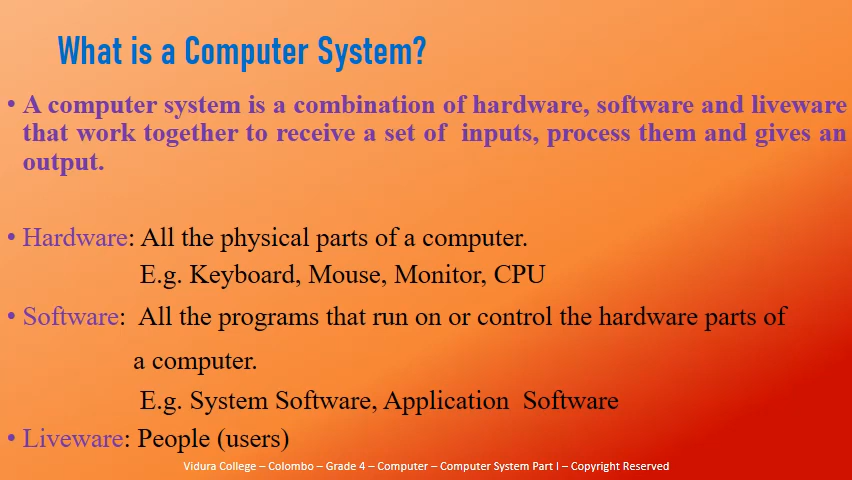 What is a Computer System?
• A computer system is a combination of hardware, software and liveware
that work together to receive a set of inputs, process them and gives an
output.
• Hardware: All the physical parts of a computer.
E.g. Keyboard, Mouse, Monitor, CPU
• Software: All the programs that run on or control the hardware parts of
a computer.
E.g. System Software, Application Software
• Liveware: People (users)
Vidura College – Colombo – Grade 4 – Computer – Computer System Part I – Copyright Reserved